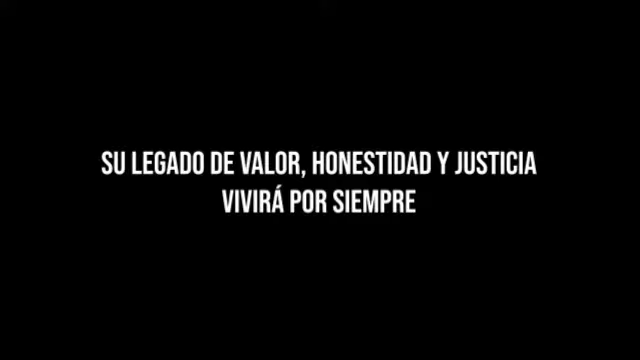 SU LEGADO DE VALOR, HONESTIDAD Y JUSTICIA
VIVIRÁ POR SIEMPRE